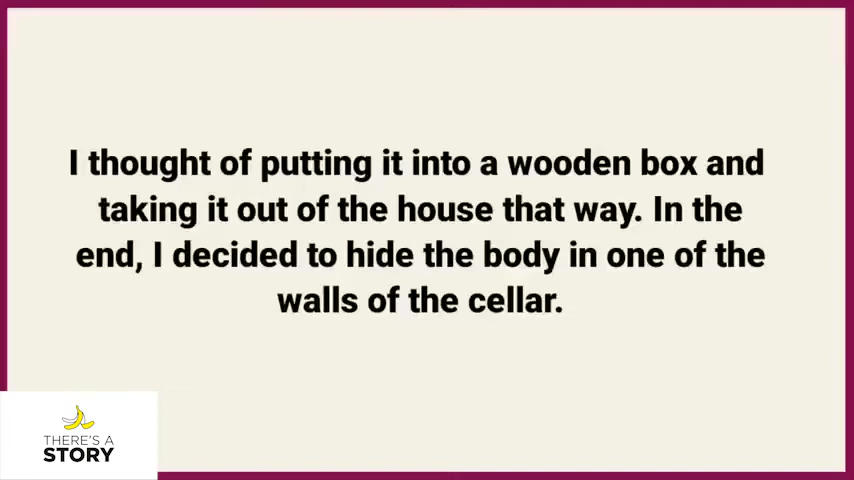 I thought of putting it into a wooden box and
taking it out of the house that way. In the
end, I decided to hide the body in one of the
walls of the cellar.
THERE'S A
STORY